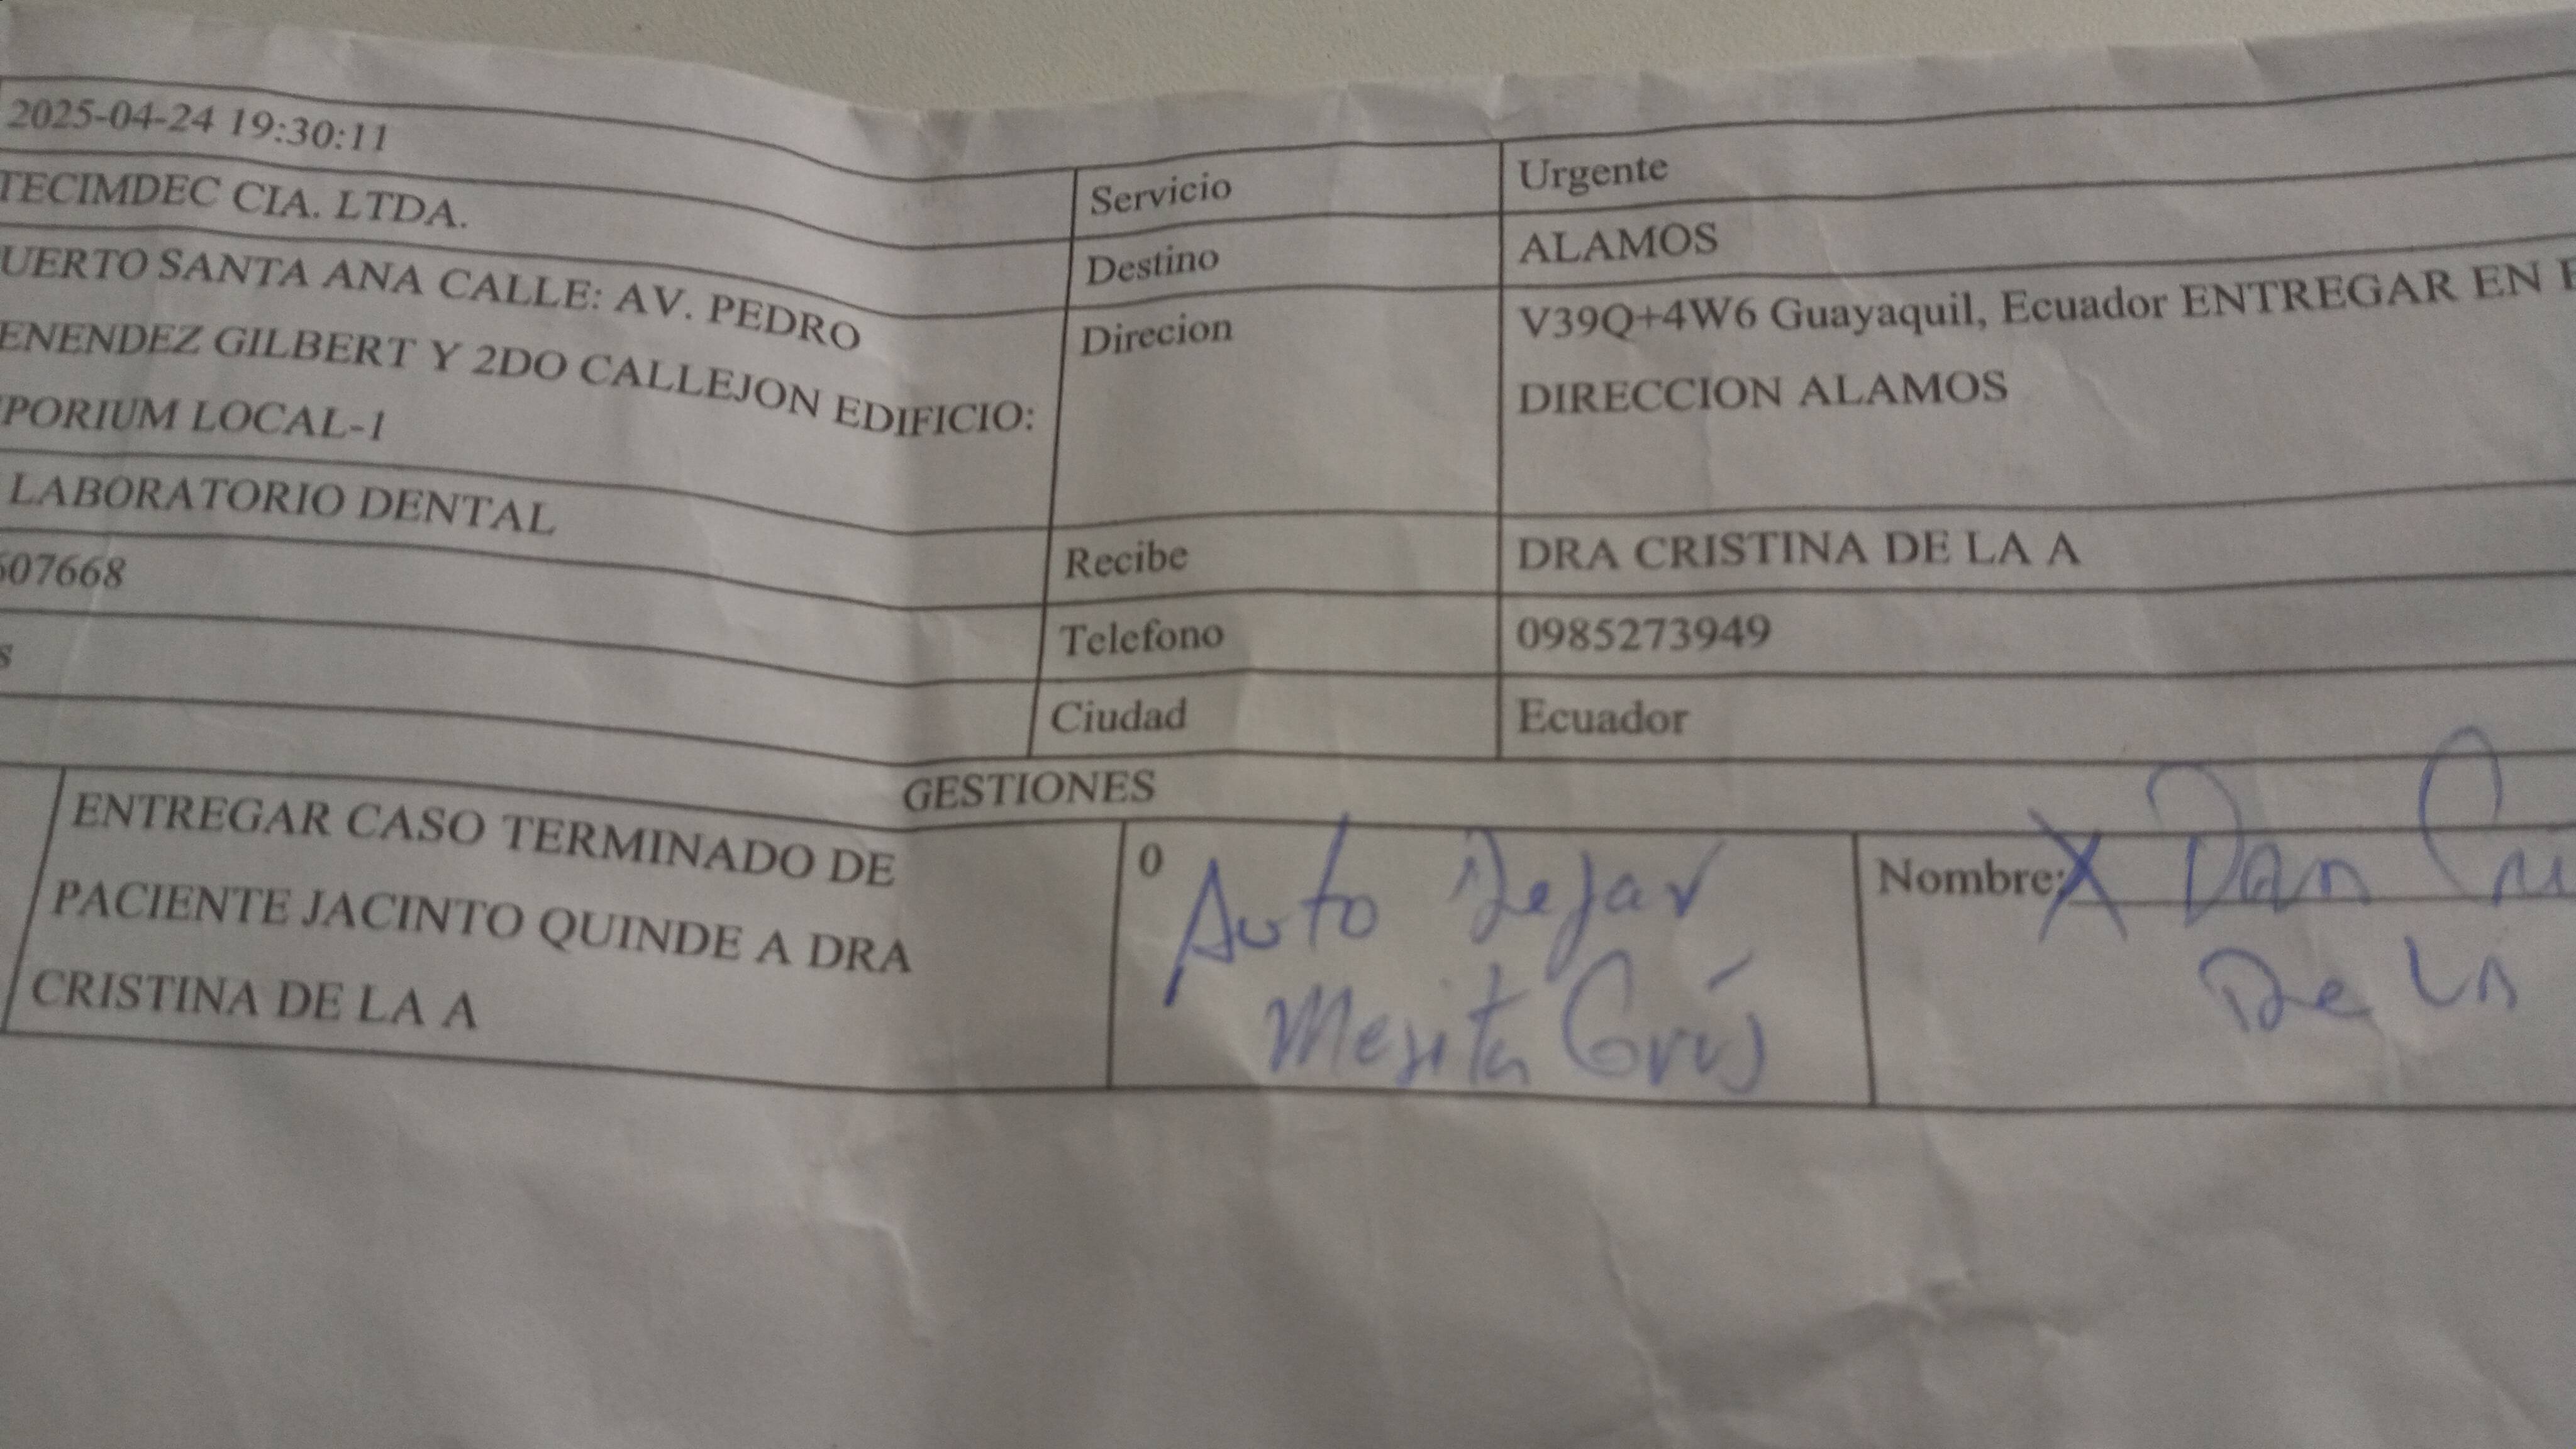 2025-04-24 19:30:11
TECIMDEC CIA. LTDA.
UERTO SANTA ANA CALLE: AV. PEDRO
ENENDEZ GILBERT Y 2DO CALLEJON EDIFICIO:
PORIUM LOCAL-1
LABORATORIO DENTAL
607668
s
Servicio Urgente
Destino ALAMOS
Direcion V39Q+4W6 Guayaquil, Ecuador ENTREGAR EN E
DIRECCION ALAMOS
Recibe DRA CRISTINA DE LA A
Telefono 0985273949
Ciudad Ecuador
GESTIONES
ENTREGAR CASO TERMINADO DE
PACIENTE JACINTO QUINDE A DRA
CRISTINA DE LA A
0
Auto Dejar
Mesita
Nombre: X
De La